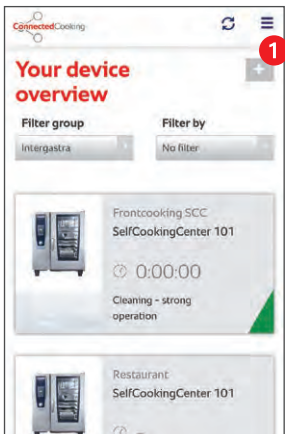 ConnectedCooking
1
Your device
overview
+
Filter group
Filter by
Intergastra
No filter
Frontcooking SCC
SelfCookingCenter 101
0:00:00
Cleaning - strong
operation
Restaurant
SelfCookingCenter 101